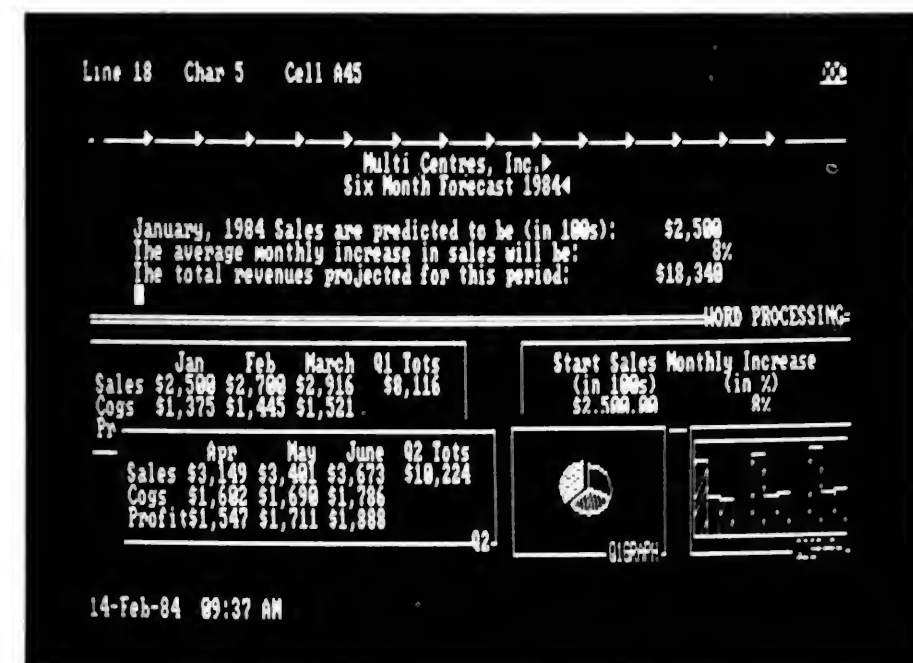 Line 18 Char 5 Cell A45
Multi Centres, Inc.
Six Month Forecast 1984
January, 1984 Sales are predicted to be (in 100s): $2,500
The average monthly increase in sales will be: 8%
The total revenues projected for this period: $18,340
WORD PROCESSING
Jan Feb March Q1 Tots
Sales $2,500 $2,700 $2,916 $8,116
Cogs $1,375 $1,445 $1,521
Pr
Start Sales Monthly Increase
(in 100s) (in %)
$2,500.00 8%
Apr May June Q2 Tots
Sales $3,149 $3,401 $3,673 $10,224
Cogs $1,602 $1,690 $1,786
Profit$1,547 $1,711 $1,888
Q2
Q1GRAPH
14-Feb-84 09:37 AM